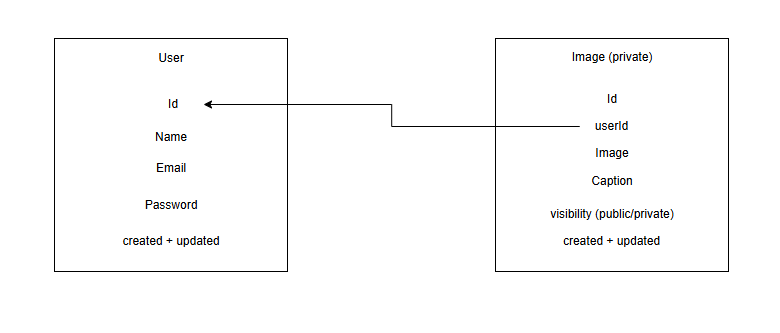 User
Id
Name
Email
Password
created + updated
Image (private)
Id
userId
Image
Caption
visibility (public/private)
created + updated